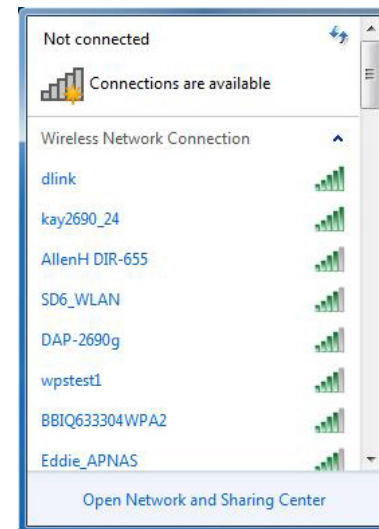 Not connected
Connections are available
Wireless Network Connection
dlink
kay2690_24
AllenH DIR-655
SD6_WLAN
DAP-2690g
wpstest1
BBIQ633304WPA2
Eddie_APNAS
Open Network and Sharing Center